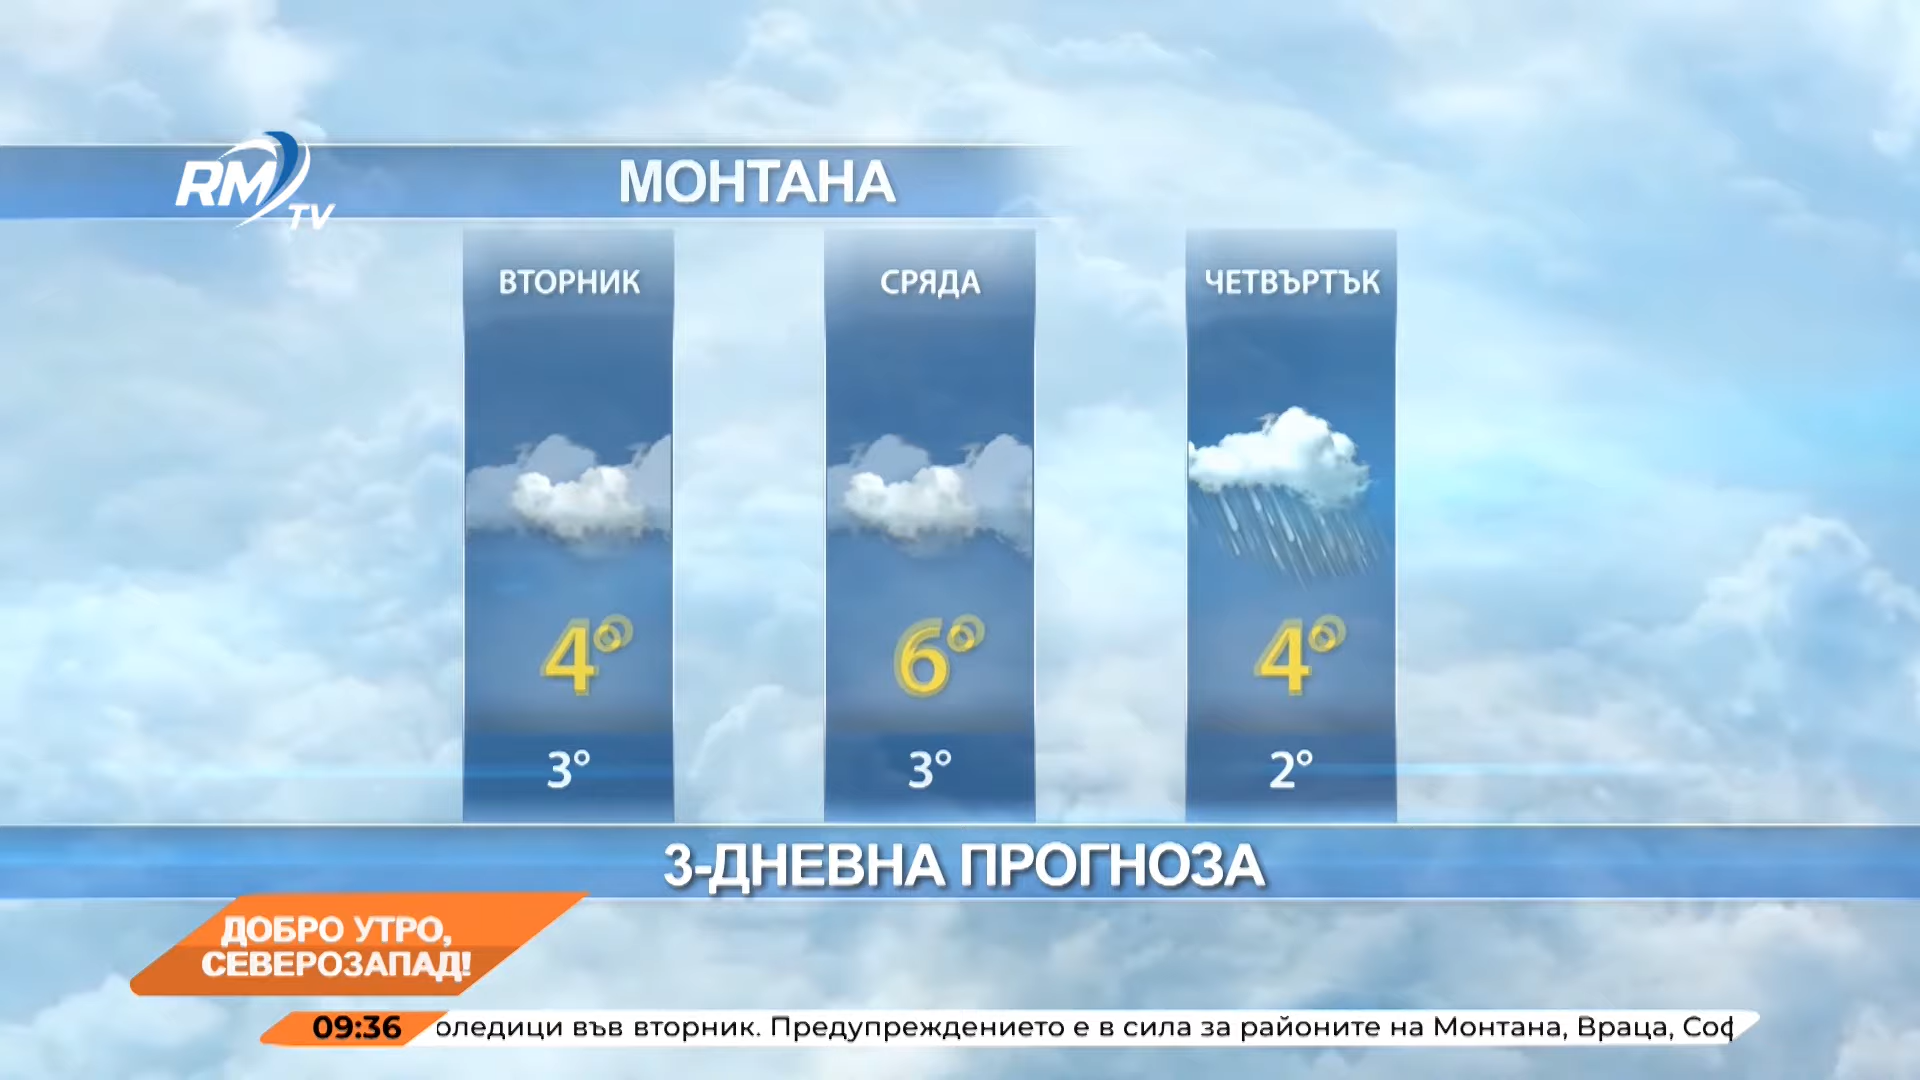 RM TV
МОНТАНА
ВТОРНИК
СРЯДА
ЧЕТВЪРТЪК
4° 6° 4°
3° 3° 2°
3-ДНЕВНА ПРОГНОЗА
ДОБРО УТРО,
СЕВЕРОЗАПАД!
09:36 оледици във вторник. Предупреждението е в сила за районите на Монтана, Враца, Соф